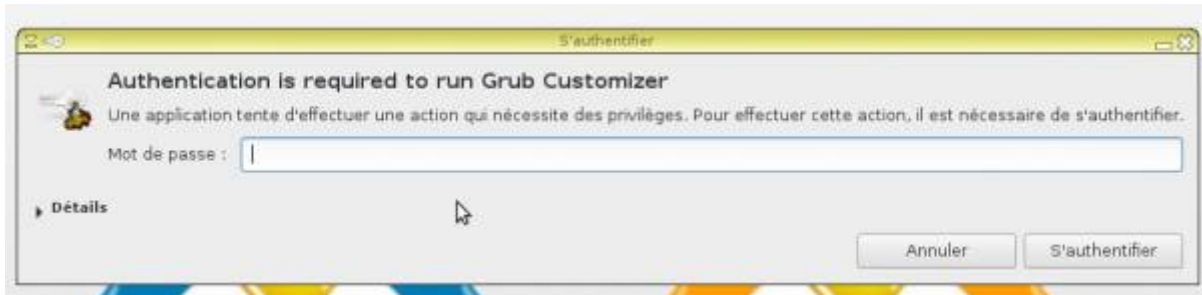 S'authentifier
Authentication is required to run Grub Customizer
Une application tente d'effectuer une action qui nécessite des privilèges. Pour effectuer cette action, il est nécessaire de s'authentifier.
Mot de passe :
Détails
Annuler S'authentifier